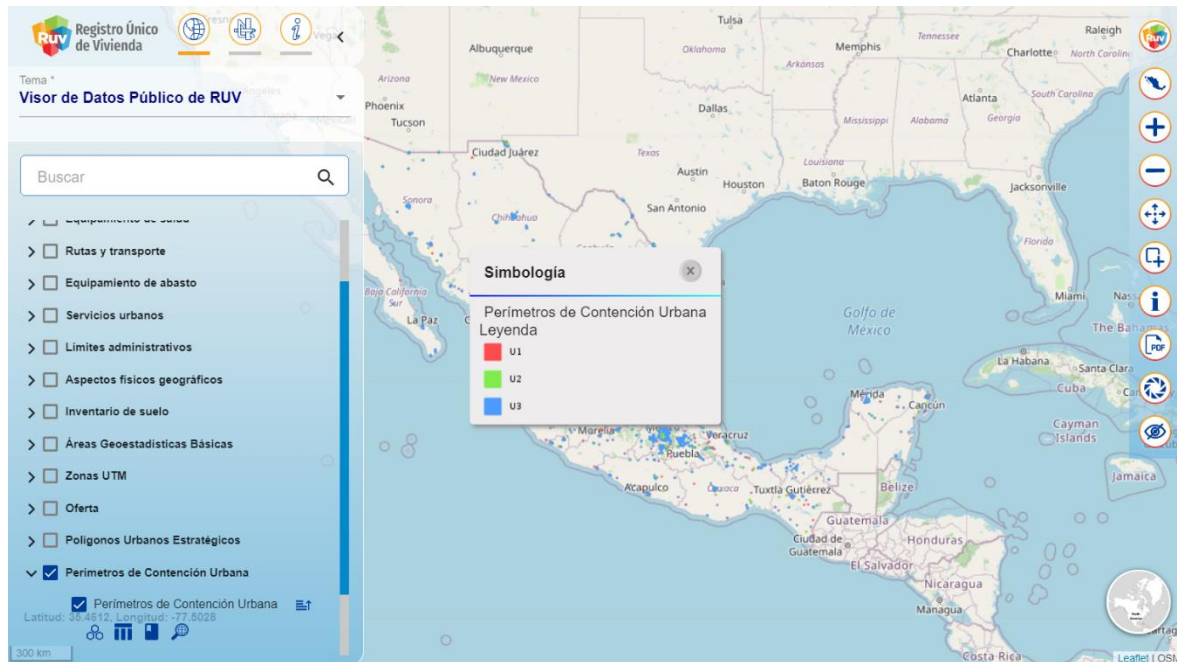 Ruv Registro Único
de Vivienda
Tema *
Visor de Datos Público de RUV
Buscar
Equipamiento de salud
Rutas y transporte
Equipamiento de abasto
Servicios urbanos
Límites administrativos
Aspectos físicos geográficos
Inventario de suelo
Áreas Geoestadísticas Básicas
Zonas UTM
Oferta
Polígonos Urbanos Estratégicos
Perímetros de Contención Urbana
Perímetros de Contención Urbana
Latitud: 35.4612, Longitud: -77.5028
300 km
Simbología
x
Perímetros de Contención Urbana
Leyenda
U1
U2
U3
Tulsa
Albuquerque
Oklahoma
Memphis
Tennessee
Raleigh
Charlotte
North Carolina
Arkansas
Arizona
New Mexico
Phoenix
Tucson
Dallas
Mississippi
Alabama
Atlanta
Georgia
South Carolina
Ciudad Juárez
Texas
Austin
Louisiana
Houston
Baton Rouge
Jacksonville
San Antonio
Sonora
Chihuahua
Florida
Baja California
Sur
La Paz
Golfo de
México
Miami
The Bahamas
La Habana
Santa Clara
Cuba
Mérida
Cancún
Cayman
Islands
Jamaica
Morelia
Veracruz
Puebla
Acapulco
Oaxaca
Tuxtla Gutiérrez
Belize
Guatemala
Ciudad de
Guatemala
Honduras
El Salvador
Nicaragua
Managua
Costa Rica
PDF
Ruv
Leaflet | OSM